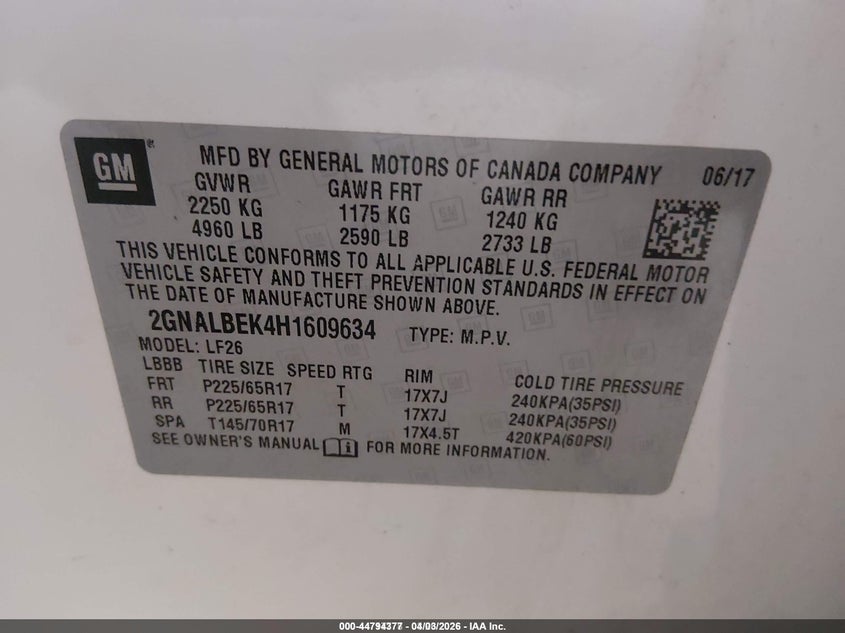 GM
MFD BY GENERAL MOTORS OF CANADA COMPANY 06/17
GVWR GAWR FRT GAWR RR
2250 KG 1175 KG 1240 KG
4960 LB 2590 LB 2733 LB
THIS VEHICLE CONFORMS TO ALL APPLICABLE U.S. FEDERAL MOTOR
VEHICLE SAFETY AND THEFT PREVENTION STANDARDS IN EFFECT ON
THE DATE OF MANUFACTURE SHOWN ABOVE.
2GNALBEK4H1609634 TYPE: M.P.V.
MODEL: LF26
LBBB TIRE SIZE SPEED RTG RIM COLD TIRE PRESSURE
FRT P225/65R17 T 17X7J 240KPA(35PSI)
RR P225/65R17 T 17X7J 240KPA(35PSI)
SPA T145/70R17 M 17X4.5T 420KPA(60PSI)
SEE OWNER'S MANUAL FOR MORE INFORMATION.
000-44794377 - 04/03/2026 - IAA Inc.